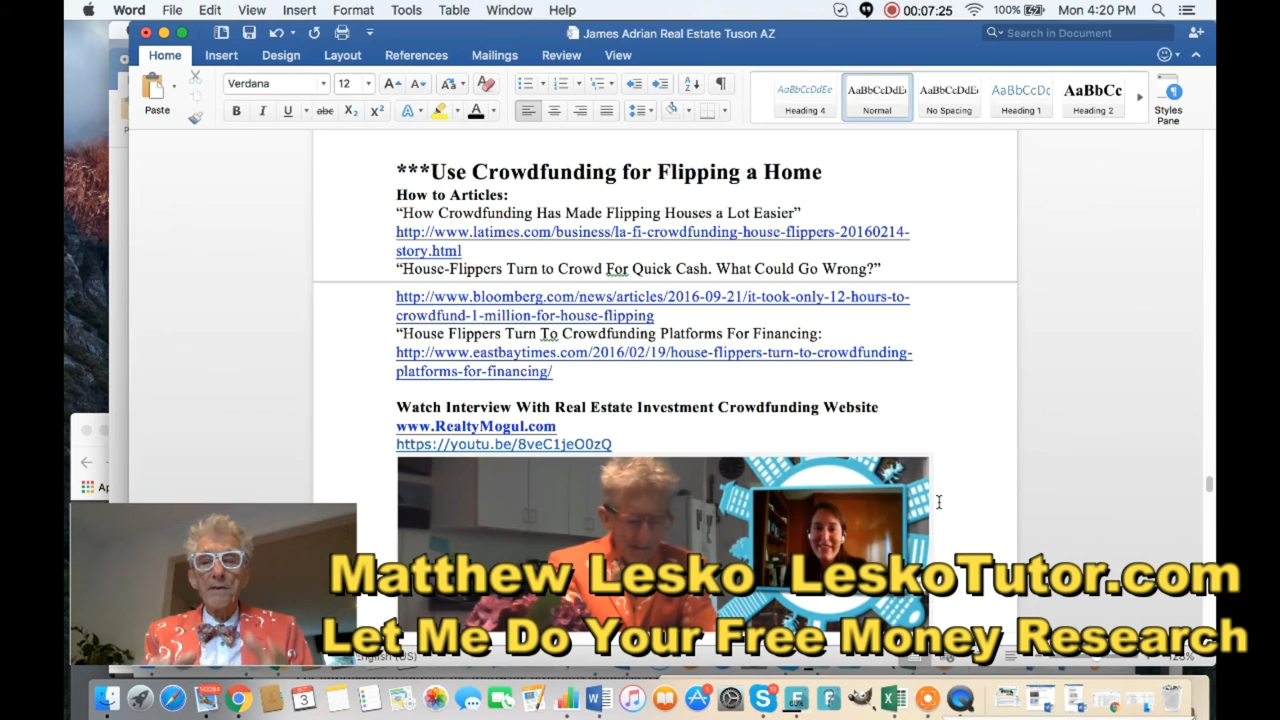 Word File Edit View Insert Format Tools Table Window Help 00:07:25 100% Mon 4:20 PM
James Adrian Real Estate Tuson AZ
Search in Document
Home Insert Design Layout Mailings Review View
Verdana 12
AaBbCcDdEe AaBbCcDdEe AaBbCcDdEe AaBbCcDc AaBbCc
Paste
Heading 4 Normal No Spacing Heading 1 Heading 2 Styles Pane
***Use Crowdfunding for Flipping a Home
How to Articles:
“How Crowdfunding Has Made Flipping Houses a Lot Easier”
http://www.latimes.com/business/la-fi-crowdfunding-house-flippers-20160214-
story.html
“House-Flippers Turn to Crowd For Quick Cash. What Could Go Wrong?”
http://www.bloomberg.com/news/articles/2016-09-21/it-took-only-12-hours-to-
crowdfund-1-million-for-house-flipping
“House Flippers Turn To Crowdfunding Platforms For Financing:
http://www.eastbaytimes.com/2016/02/19/house-flippers-turn-to-crowdfunding-
platforms-for-financing/
Watch Interview With Real Estate Investment Crowdfunding Website
www.RealtyMogul.com
https://youtu.be/8veC1jeO0zQ
Matthew Lesko LeskoTutor.com
Let Me Do Your Free Money Research
English (US)